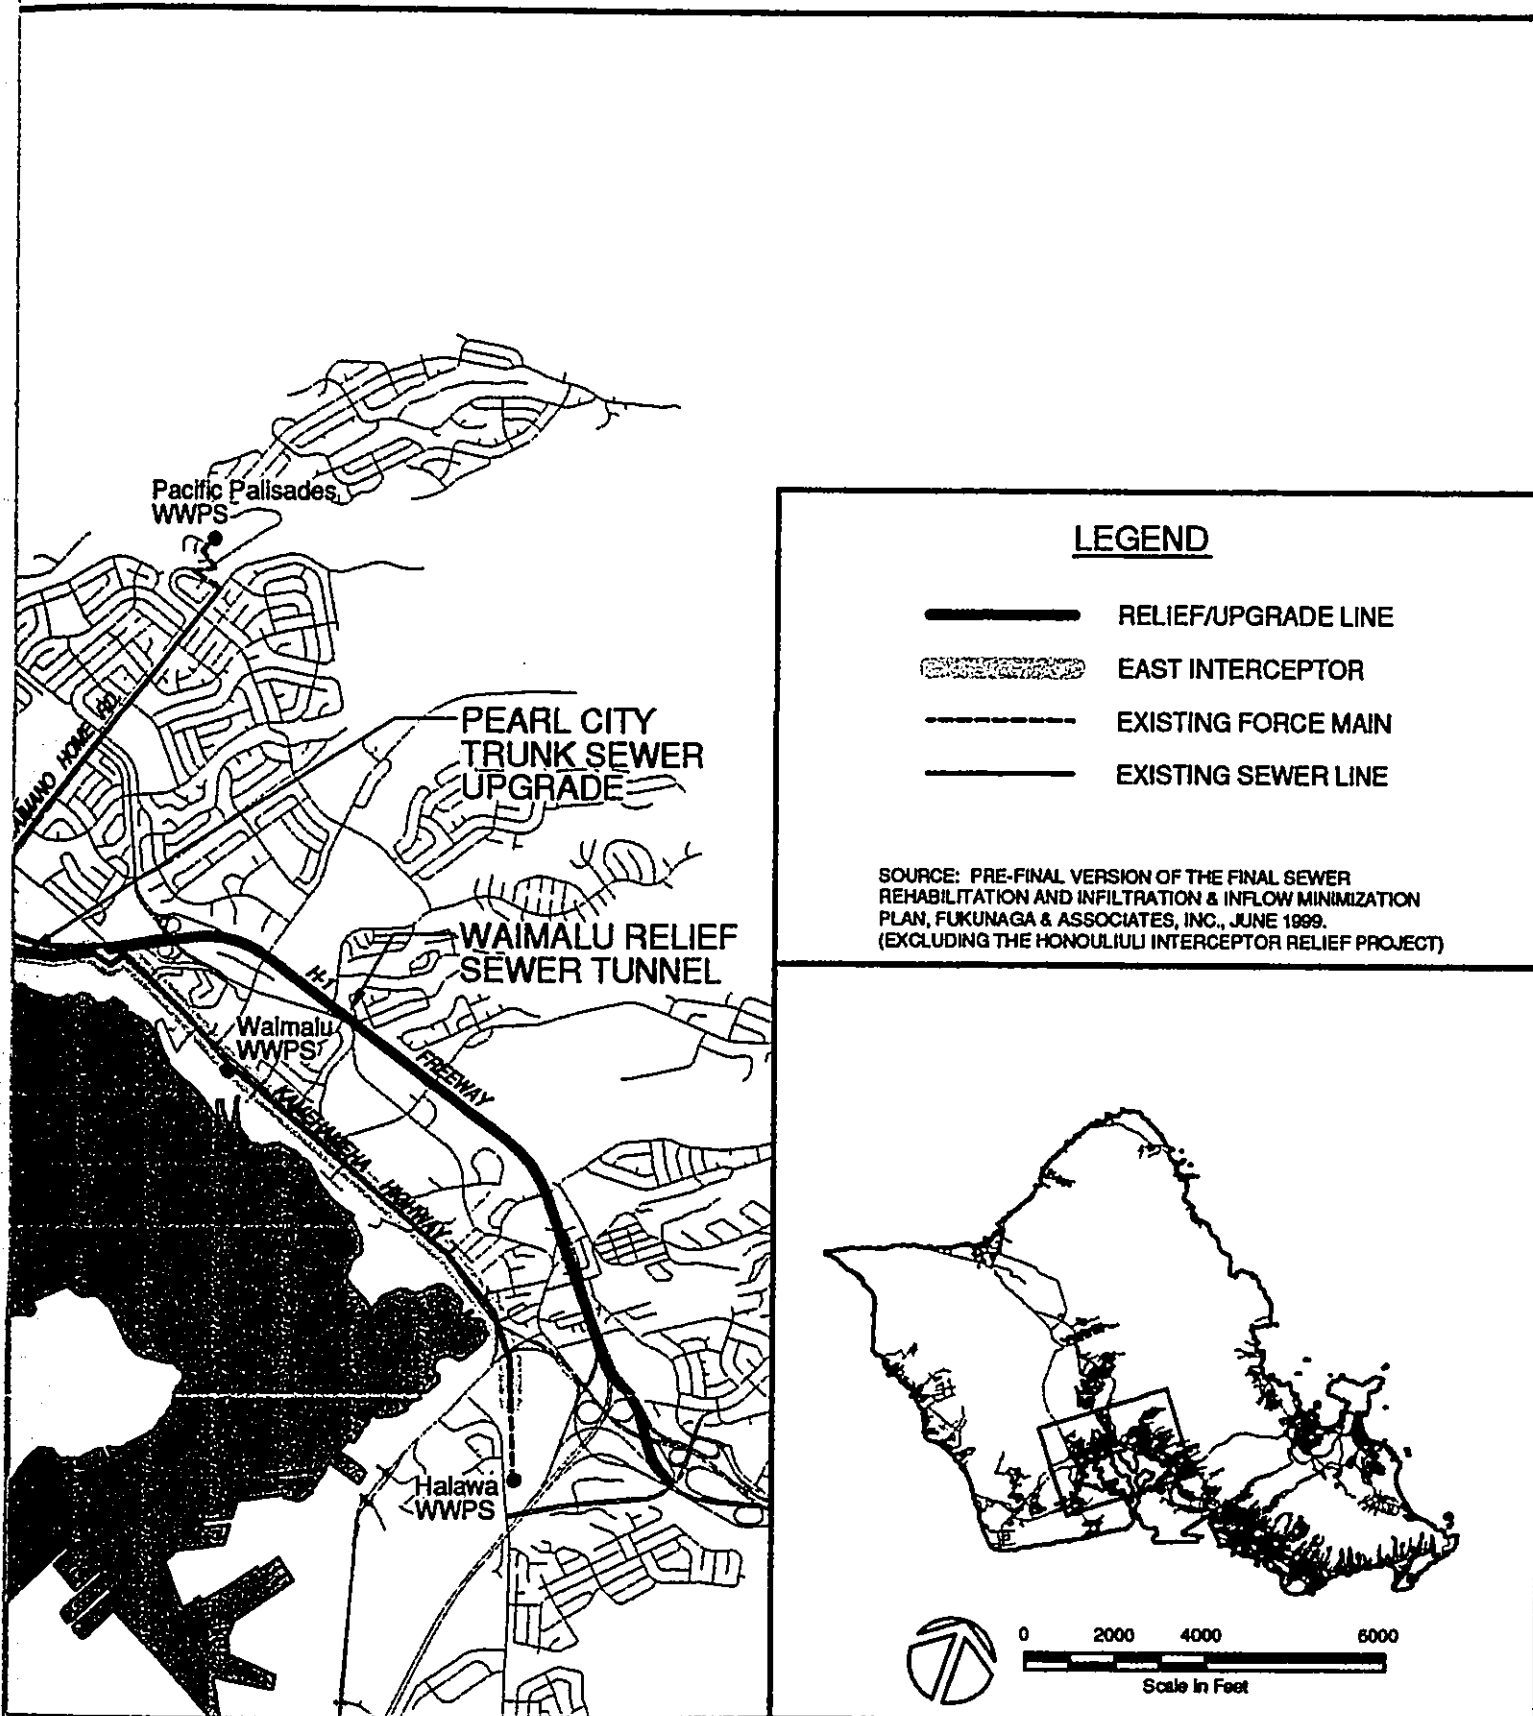 Pacific Palisades
WWPS
HOME RD.
PEARL CITY
TRUNK SEWER
UPGRADE
WAIMALU RELIEF
SEWER TUNNEL
H-1
FREEWAY
Waimalu
WWPS
KAMEHAMEHA
HIGHWAY
Halawa
WWPS
LEGEND
RELIEF/UPGRADE LINE
EAST INTERCEPTOR
EXISTING FORCE MAIN
EXISTING SEWER LINE
SOURCE: PRE-FINAL VERSION OF THE FINAL SEWER
REHABILITATION AND INFILTRATION & INFLOW MINIMIZATION
PLAN, FUKUNAGA & ASSOCIATES, INC., JUNE 1999.
(EXCLUDING THE HONOULIULI INTERCEPTOR RELIEF PROJECT)
0 2000 4000 6000
Scale in Feet